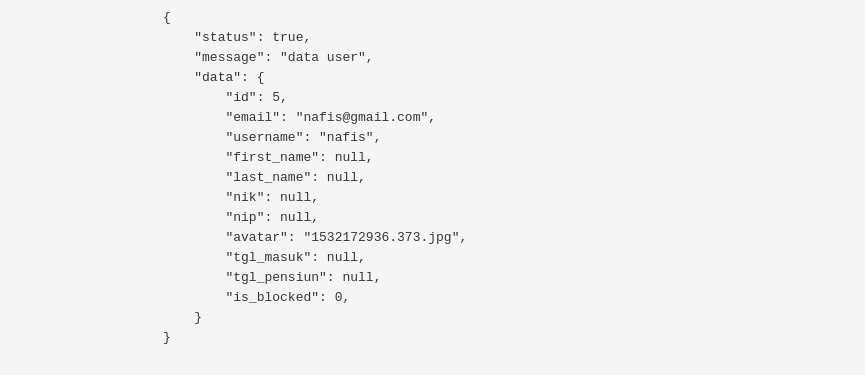 {
    "status": true,
    "message": "data user",
    "data": {
        "id": 5,
        "email": "nafis@gmail.com",
        "username": "nafis",
        "first_name": null,
        "last_name": null,
        "nik": null,
        "nip": null,
        "avatar": "1532172936.373.jpg",
        "tgl_masuk": null,
        "tgl_pensiun": null,
        "is_blocked": 0,
    }
}